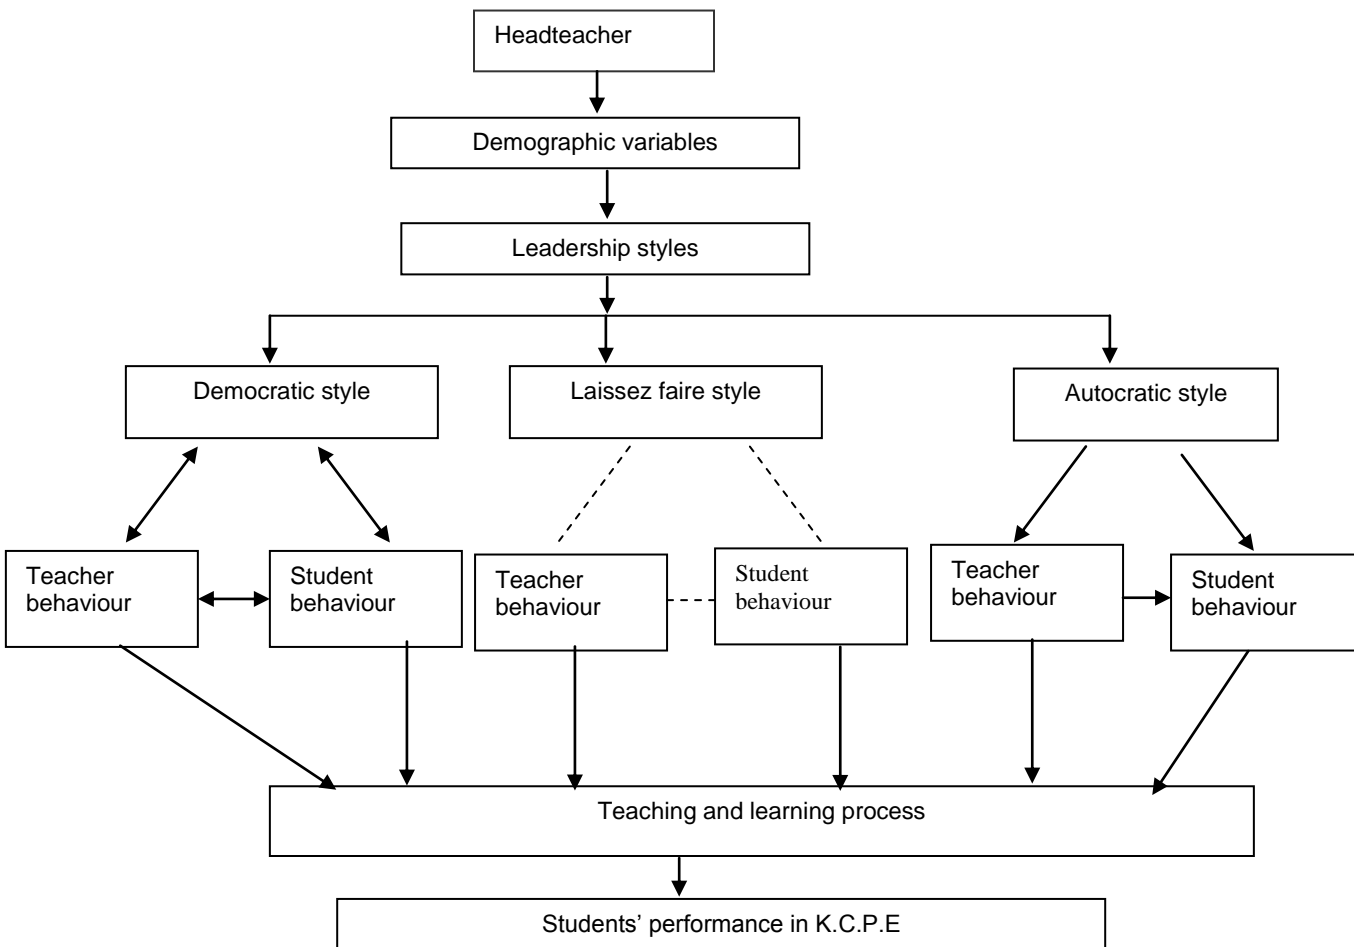 Headteacher
Demographic variables
Leadership styles
Democratic style
Laissez faire style
Autocratic style
Teacher
behaviour
Student
behaviour
Teacher
behaviour
Student
behaviour
Teacher
behaviour
Student
behaviour
Teaching and learning process
Students’ performance in K.C.P.E